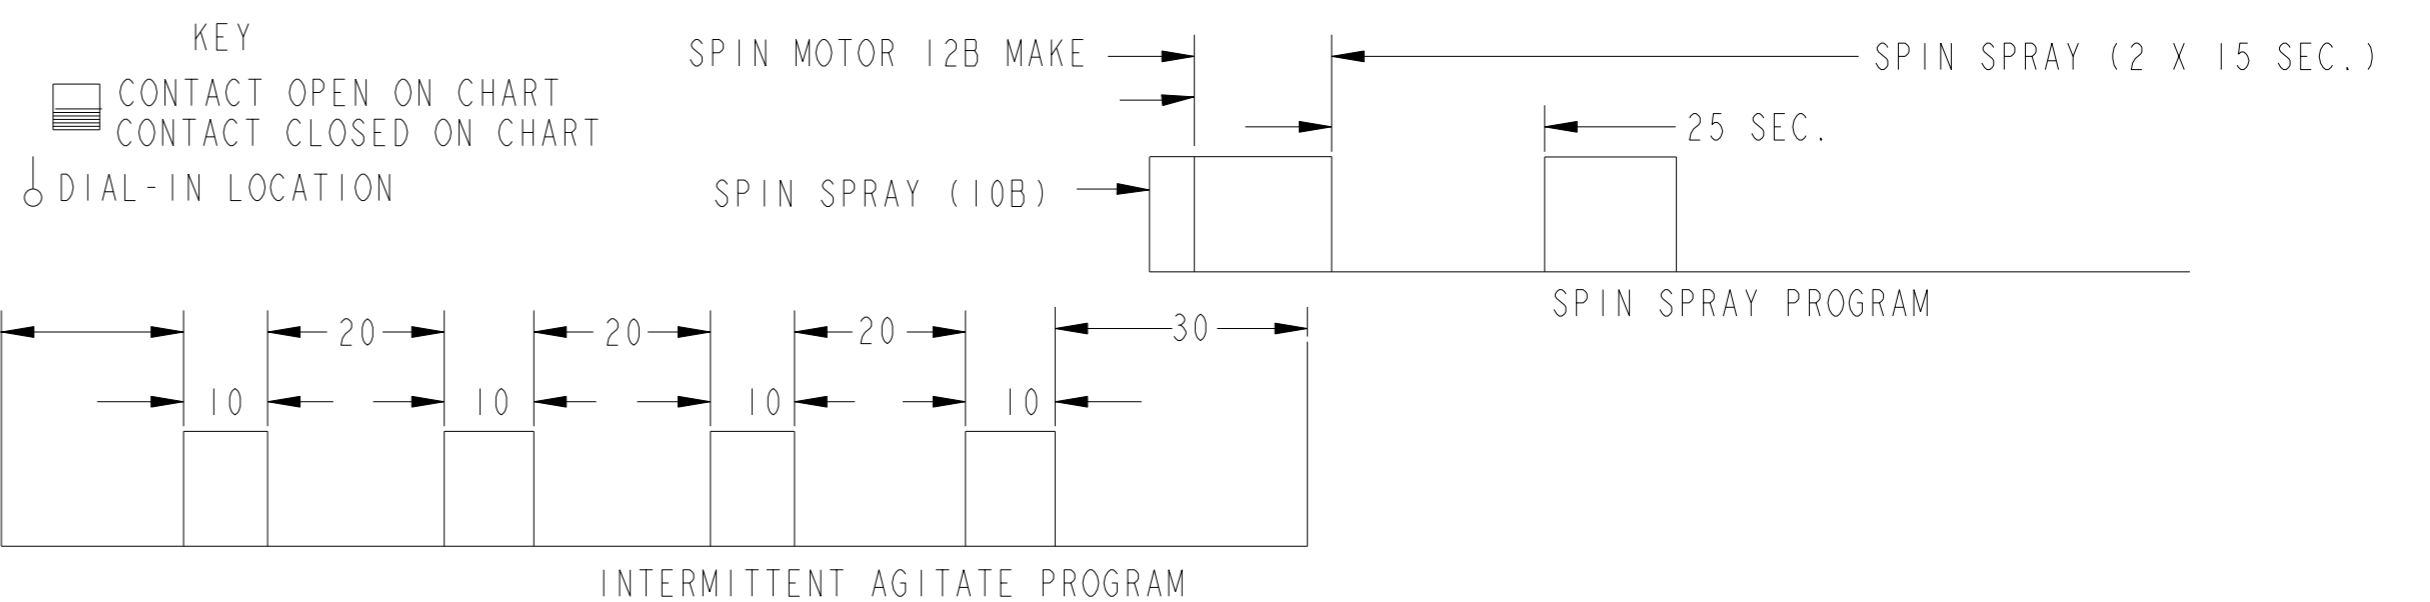 KEY
CONTACT OPEN ON CHART
CONTACT CLOSED ON CHART
DIAL-IN LOCATION
SPIN MOTOR 12B MAKE
SPIN SPRAY (2 X 15 SEC.)
25 SEC.
SPIN SPRAY (10B)
SPIN SPRAY PROGRAM
20 20 20 30
10 10 10 10
INTERMITTENT AGITATE PROGRAM